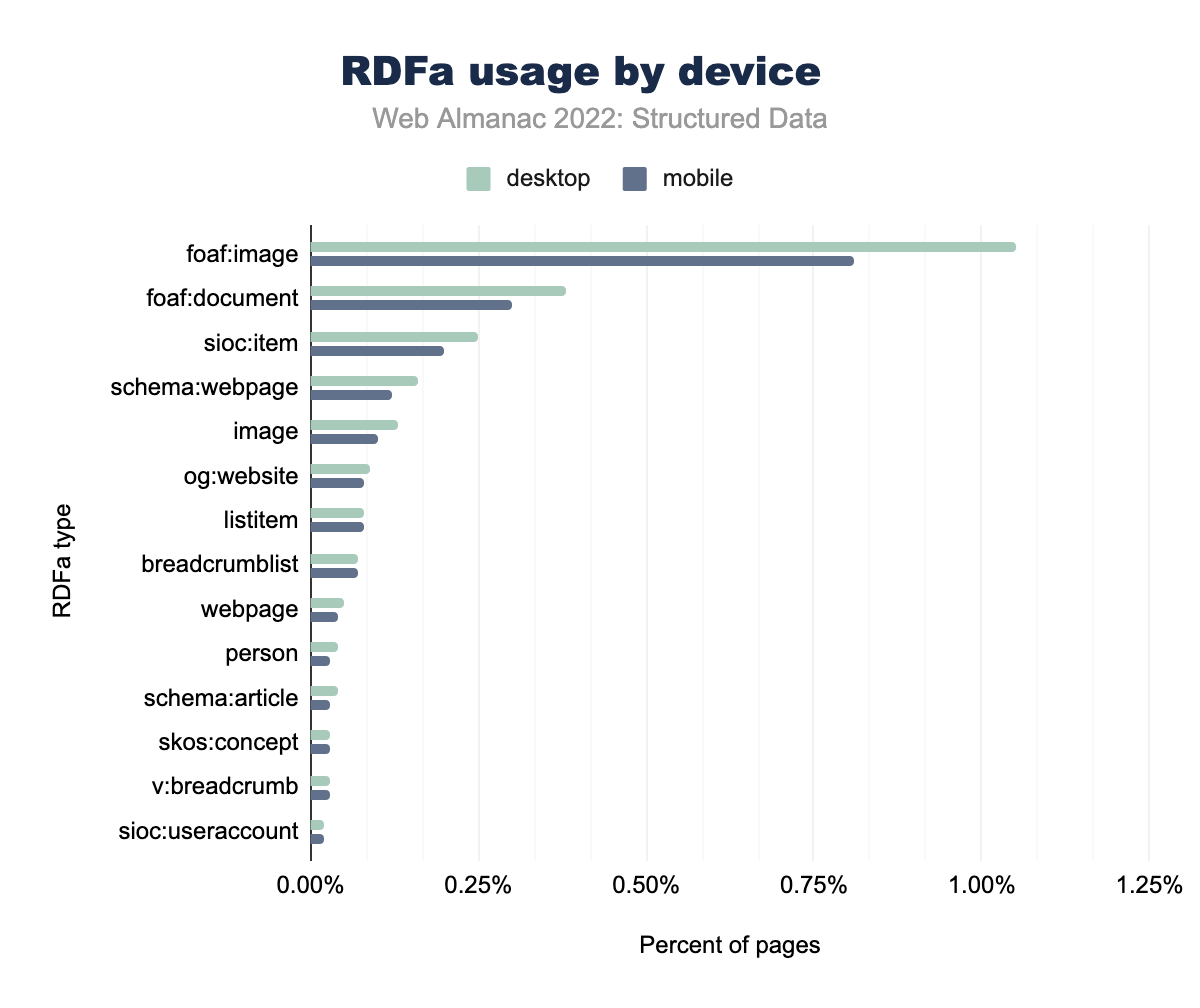 RDFa usage by device
Web Almanac 2022: Structured Data
desktop mobile
foaf:image
foaf:document
sioc:item
schema:webpage
image
og:website
listitem
breadcrumblist
webpage
person
schema:article
skos:concept
v:breadcrumb
sioc:useraccount
RDFa type
0.00% 0.25% 0.50% 0.75% 1.00% 1.25%
Percent of pages